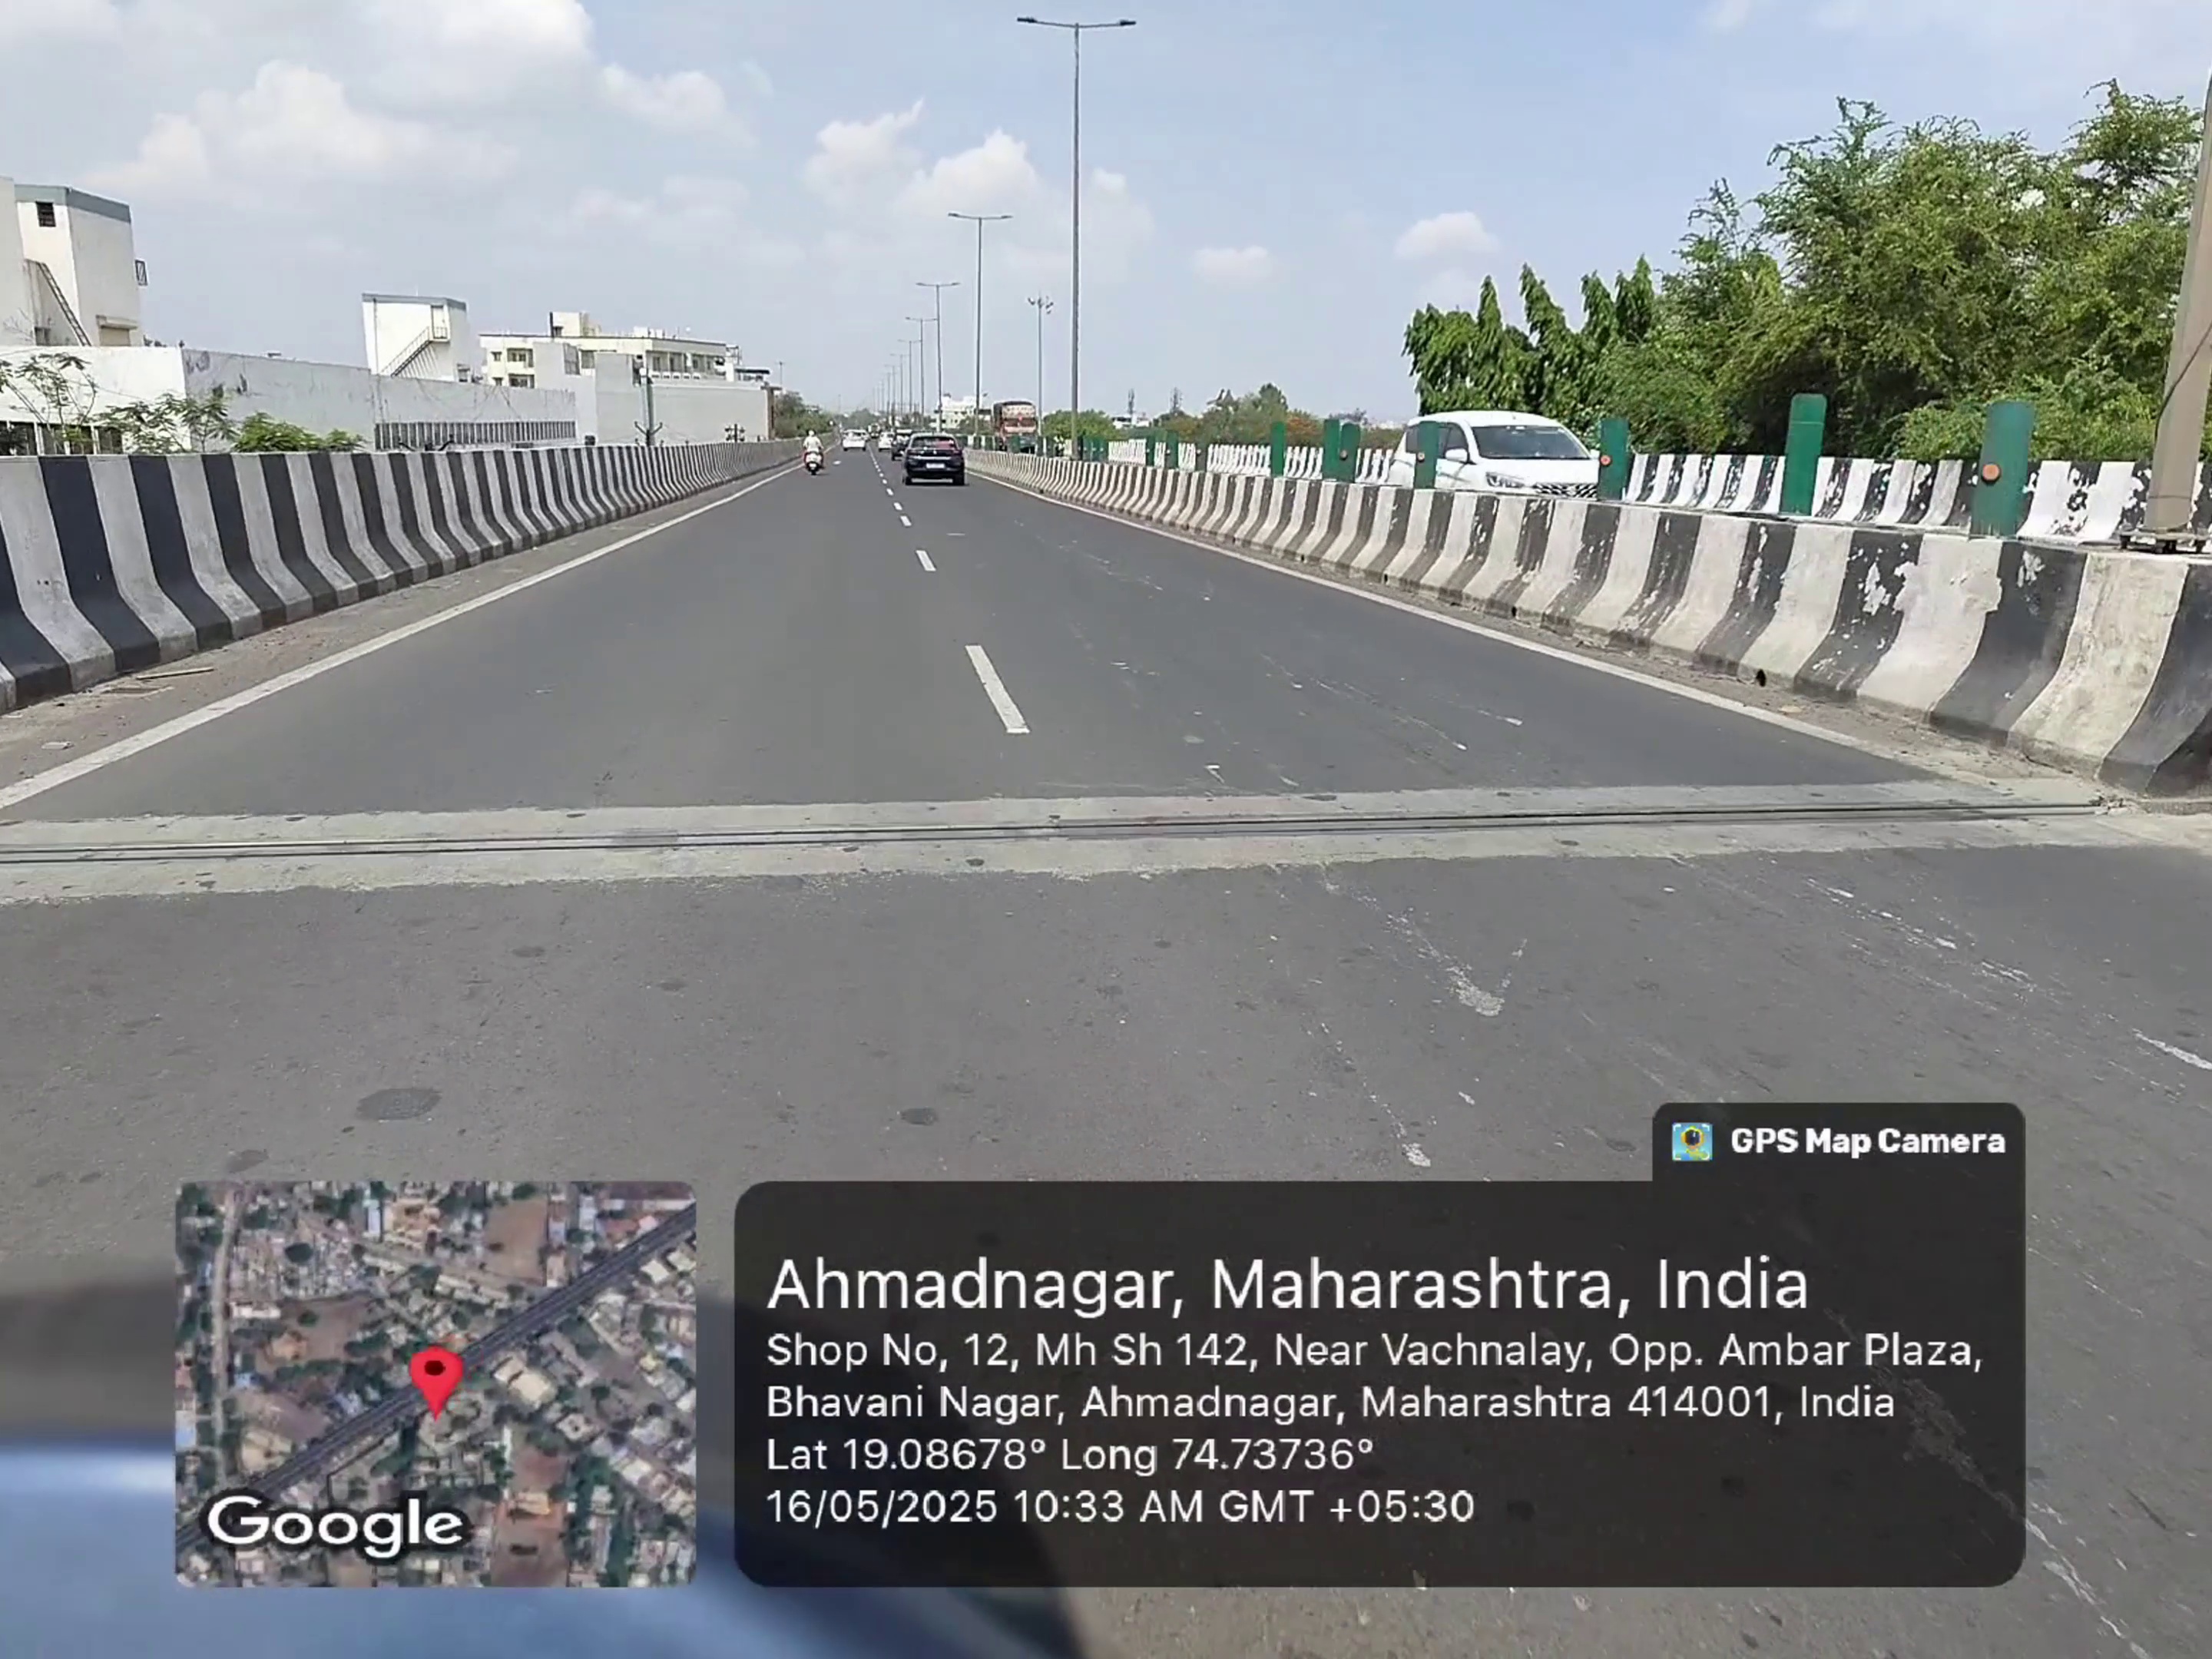 GPS Map Camera
Ahmadnagar, Maharashtra, India
Shop No, 12, Mh Sh 142, Near Vachnalay, Opp. Ambar Plaza,
Bhavani Nagar, Ahmadnagar, Maharashtra 414001, India
Lat 19.08678° Long 74.73736°
16/05/2025 10:33 AM GMT +05:30
Google